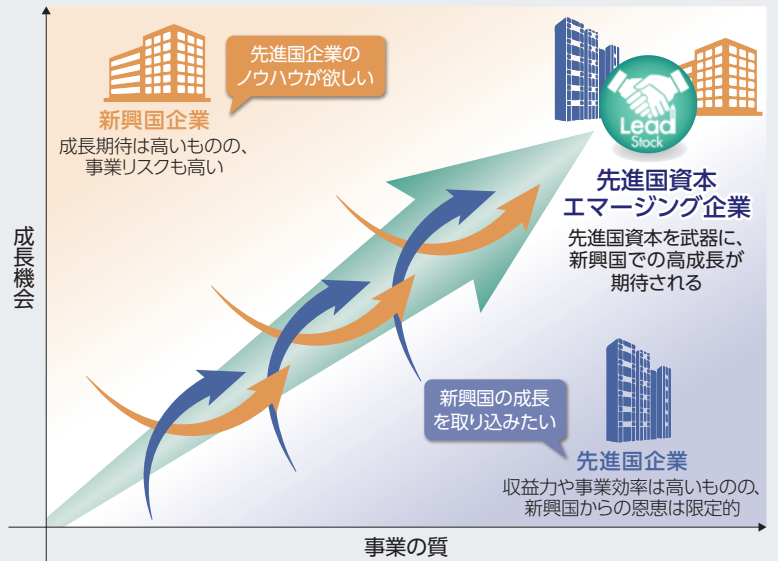 先進国企業の
ノウハウが欲しい
新興国企業
成長期待は高いものの、
事業リスクも高い
Lead
Stock
先進国資本
エマージング企業
先進国資本を武器に、
新興国での高成長が
期待される
成長機会
新興国の成長
を取り込みたい
先進国企業
収益力や事業効率は高いものの、
新興国からの恩恵は限定的
事業の質